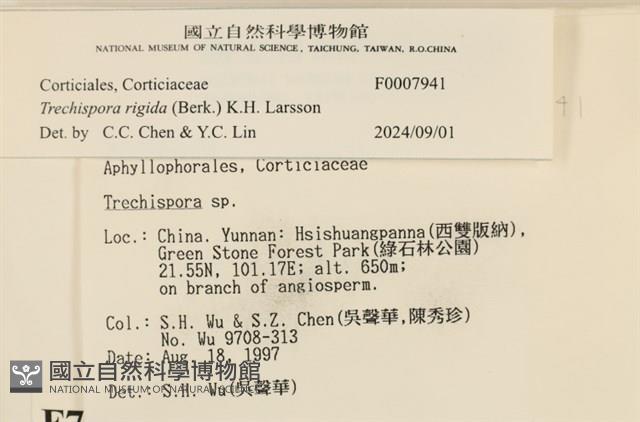 國立自然科學博物館
NATIONAL MUSEUM OF NATURAL SCIENCE, TAICHUNG, TAIWAN, R.O.CHINA
Corticiales, Corticiaceae F0007941
Trechispora rigida (Berk.) K.H. Larsson
Det. by C.C. Chen & Y.C. Lin 2024/09/01
41
Aphyllophorales, Corticiaceae
Trechispora sp.
Loc.: China. Yunnan: Hsishuangpanna(西雙版納),
Green Stone Forest Park(綠石林公園)
21.55N, 101.17E; alt. 650m;
on branch of angiosperm.
Col.: S.H. Wu & S.Z. Chen(吳聲華,陳秀珍)
No. Wu 9708-313
Date: Aug. 18, 1997
Det.: S.H. Wu(吳聲華)
國立自然科學博物館
NATIONAL MUSEUM OF NATURAL SCIENCE